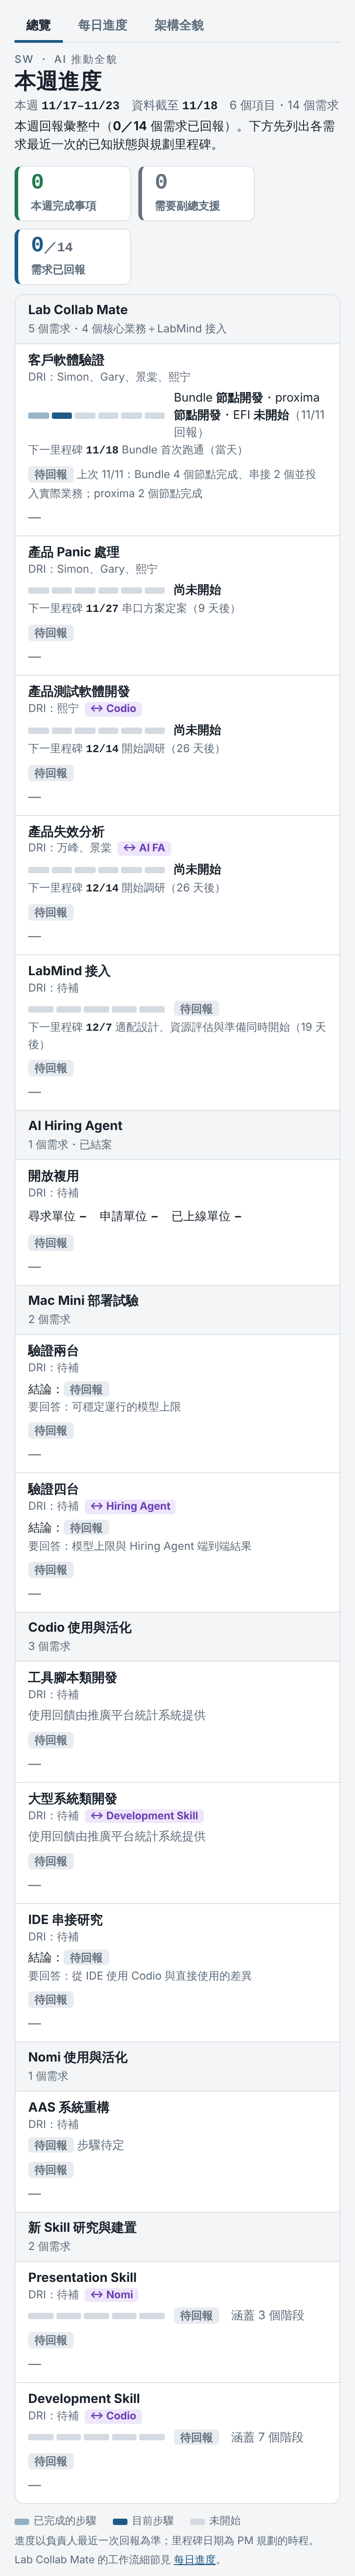 總覽 每日進度 架構全貌
SW · AI 推動全貌
本週進度
本週 11/17–11/23 資料截至 11/18 6 個項目·14 個需求
本週回報彙整中（0／14 個需求已回報）。下方先列出各需
求最近一次的已知狀態與規劃里程碑。
0
本週完成事項
0
需要副總支援
0／14
需求已回報
Lab Collab Mate
5 個需求·4 個核心業務＋LabMind 接入
客戶軟體驗證
DRI：Simon、Gary、景棠、熙宁
Bundle 節點開發·proxima
節點開發·EFI 未開始（11/11
回報）
下一里程碑 11/18 Bundle 首次跑通（當天）
待回報 上次 11/11：Bundle 4 個節點完成、串接 2 個並投
入實際業務；proxima 2 個節點完成
—
產品 Panic 處理
DRI：Simon、Gary、熙宁
尚未開始
下一里程碑 11/27 串口方案定案（9 天後）
待回報
—
產品測試軟體開發
DRI：熙宁 ↔ Codio
尚未開始
下一里程碑 12/14 開始調研（26 天後）
待回報
—
產品失效分析
DRI：万峰、景棠 ↔ AI FA
尚未開始
下一里程碑 12/14 開始調研（26 天後）
待回報
—
LabMind 接入
DRI：待補
待回報
下一里程碑 12/7 適配設計、資源評估與準備同時開始（19 天
後）
待回報
—
AI Hiring Agent
1 個需求·已結案
開放複用
DRI：待補
尋求單位 – 申請單位 – 已上線單位 –
待回報
—
Mac Mini 部署試驗
2 個需求
驗證兩台
DRI：待補
結論：待回報
要回答：可穩定運行的模型上限
待回報
—
驗證四台
DRI：待補 ↔ Hiring Agent
結論：待回報
要回答：模型上限與 Hiring Agent 端到端結果
待回報
—
Codio 使用與活化
3 個需求
工具腳本類開發
DRI：待補
使用回饋由推廣平台統計系統提供
待回報
—
大型系統類開發
DRI：待補 ↔ Development Skill
使用回饋由推廣平台統計系統提供
待回報
—
IDE 串接研究
DRI：待補
結論：待回報
要回答：從 IDE 使用 Codio 與直接使用的差異
待回報
—
Nomi 使用與活化
1 個需求
AAS 系統重構
DRI：待補
待回報 步驟待定
待回報
—
新 Skill 研究與建置
2 個需求
Presentation Skill
DRI：待補 ↔ Nomi
待回報 涵蓋 3 個階段
待回報
—
Development Skill
DRI：待補 ↔ Codio
待回報 涵蓋 7 個階段
待回報
—
已完成的步驟 目前步驟 未開始
進度以負責人最近一次回報為準；里程碑日期為 PM 規劃的時程。
Lab Collab Mate 的工作流細節見 每日進度。